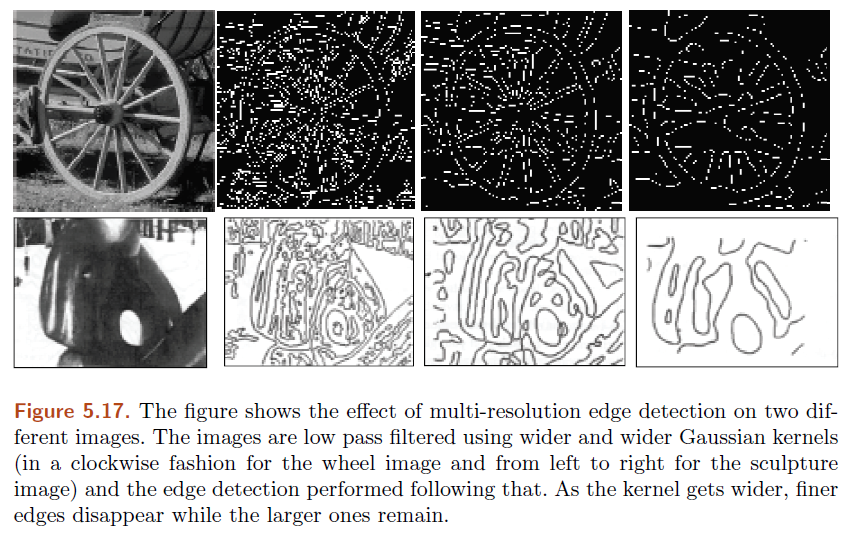 TATI
Figure 5.17. The figure shows the effect of multi-resolution edge detection on two dif-
ferent images. The images are low pass filtered using wider and wider Gaussian kernels
(in a clockwise fashion for the wheel image and from left to right for the sculpture
image) and the edge detection performed following that. As the kernel gets wider, finer
edges disappear while the larger ones remain.